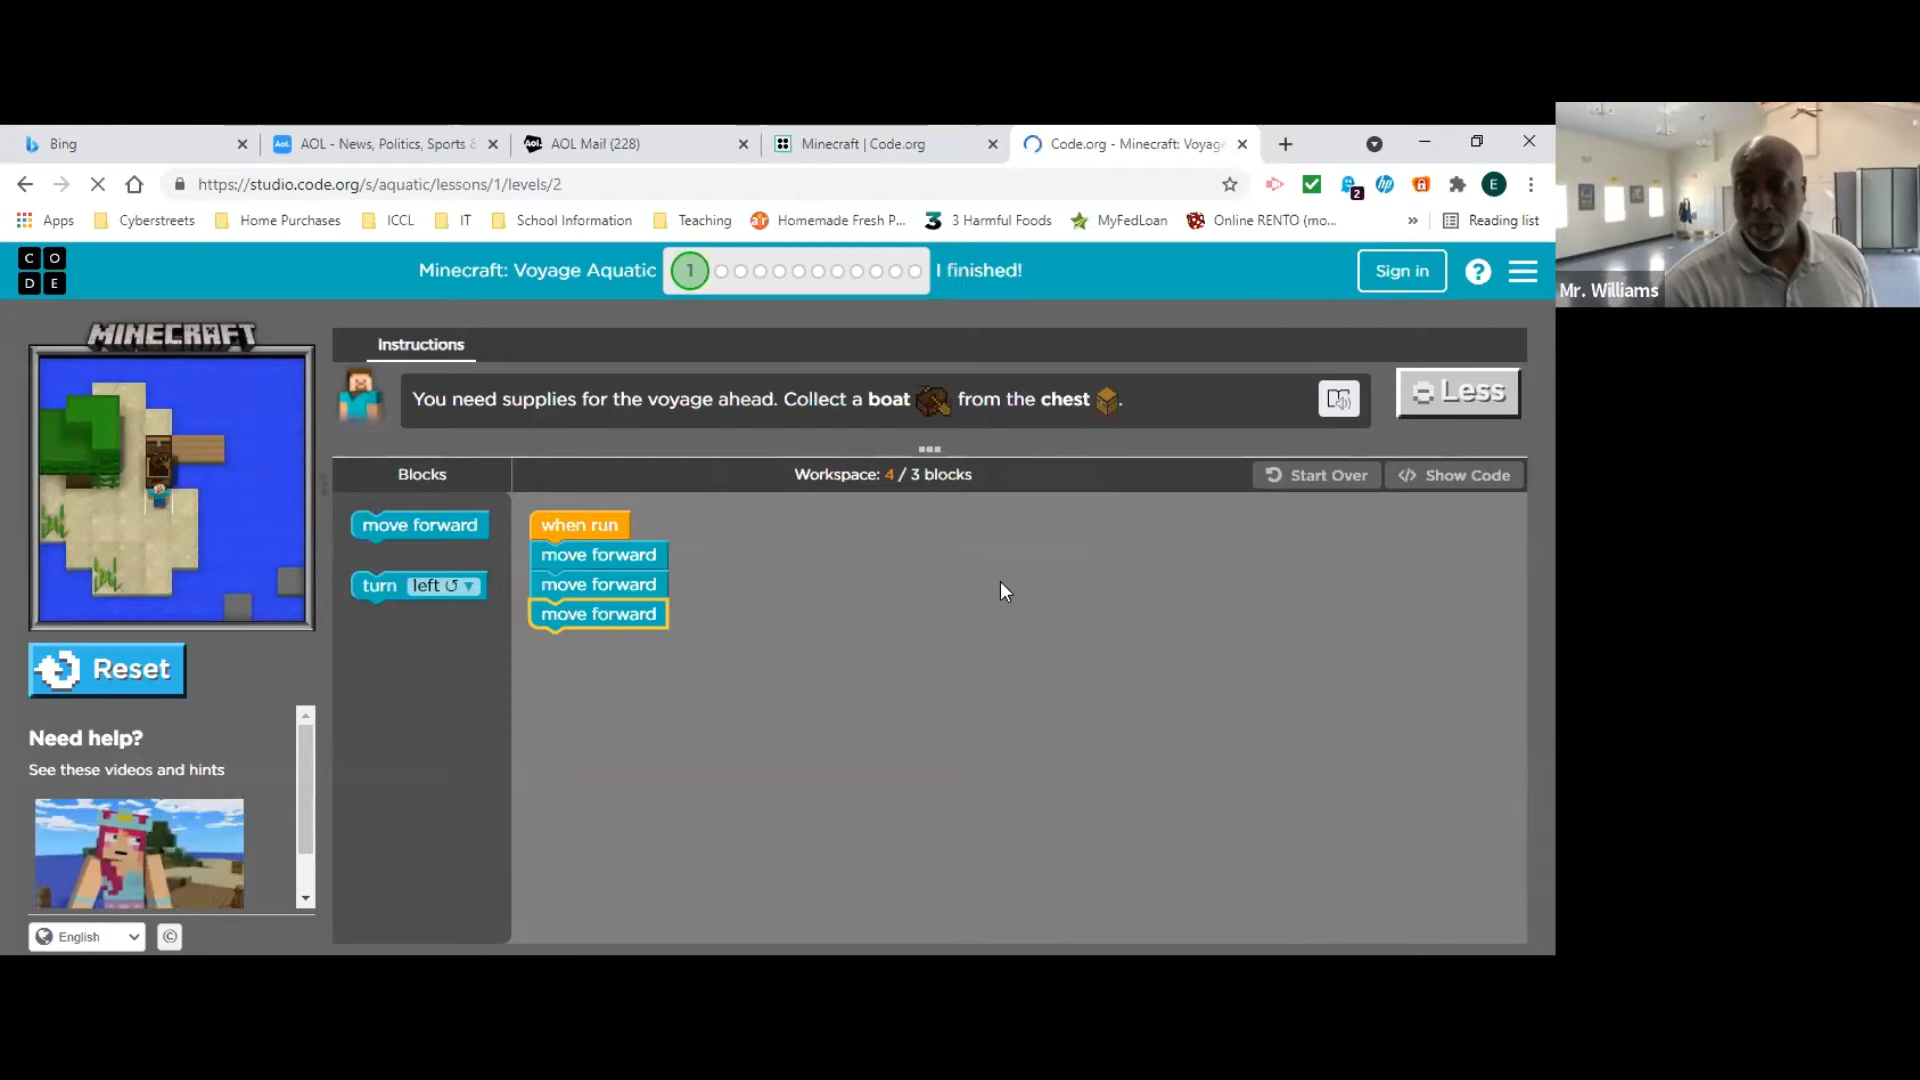 Bing
AOL - News, Politics, Sports &
AOL Mail (228)
Minecraft | Code.org
Code.org - Minecraft: Voyage
https://studio.code.org/s/aquatic/lessons/1/levels/2
2
E
Apps
Cyberstreets
Home Purchases
ICCL
IT
School Information
Teaching
Homemade Fresh P...
3 Harmful Foods
MyFedLoan
Online RENTO (mo...
»
Reading list
CODE
Minecraft: Voyage Aquatic
1
I finished!
Sign in
?
Mr. Williams
MINECRAFT
Instructions
You need supplies for the voyage ahead. Collect a boat from the chest.
Less
Blocks
Workspace: 4 / 3 blocks
Start Over
Show Code
move forward
turn left
when run
move forward
move forward
move forward
Reset
Need help?
See these videos and hints
English
©